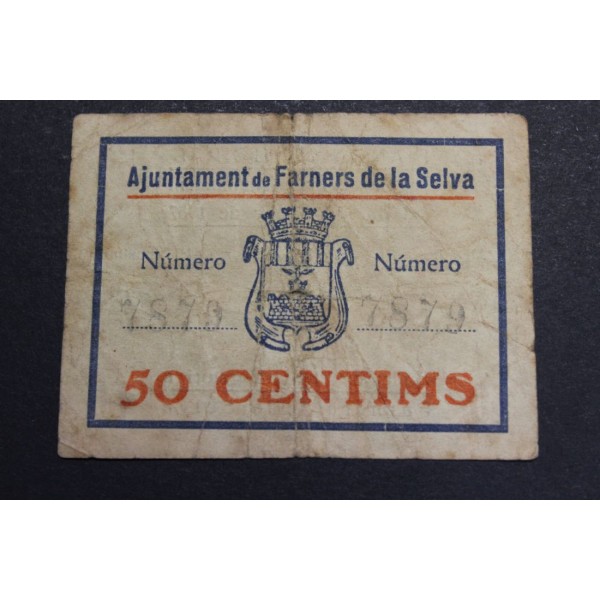 Ajuntament de Farners de la Selva
Número Número
7879 7879
50 CENTIMS